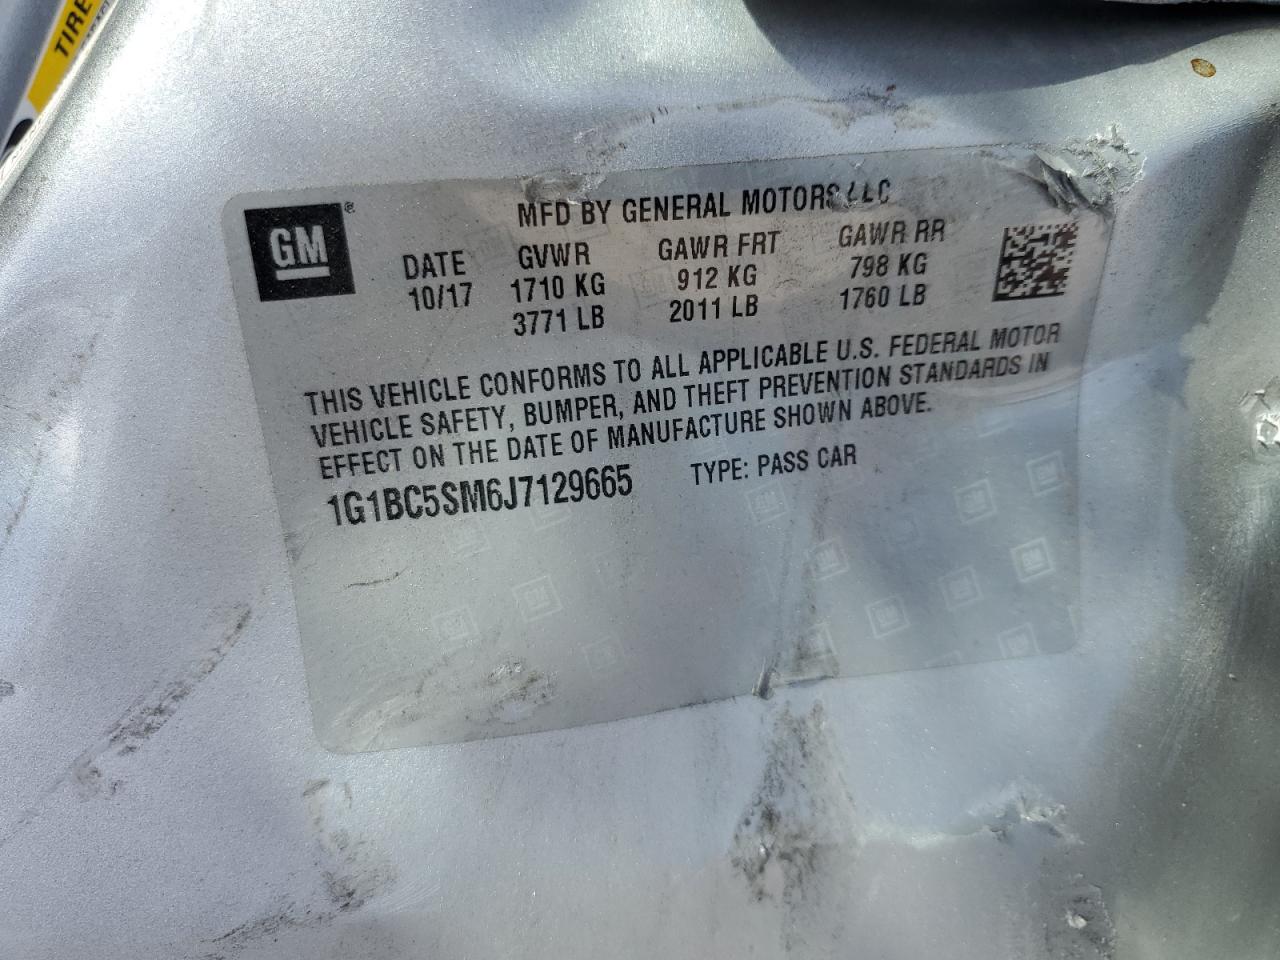 TIRE
GM
®
MFD BY GENERAL MOTORS LLC
DATE GVWR GAWR FRT GAWR RR
10/17 1710 KG 912 KG 798 KG
3771 LB 2011 LB 1760 LB
THIS VEHICLE CONFORMS TO ALL APPLICABLE U.S. FEDERAL MOTOR
VEHICLE SAFETY, BUMPER, AND THEFT PREVENTION STANDARDS IN
EFFECT ON THE DATE OF MANUFACTURE SHOWN ABOVE.
1G1BC5SM6J7129665 TYPE: PASS CAR